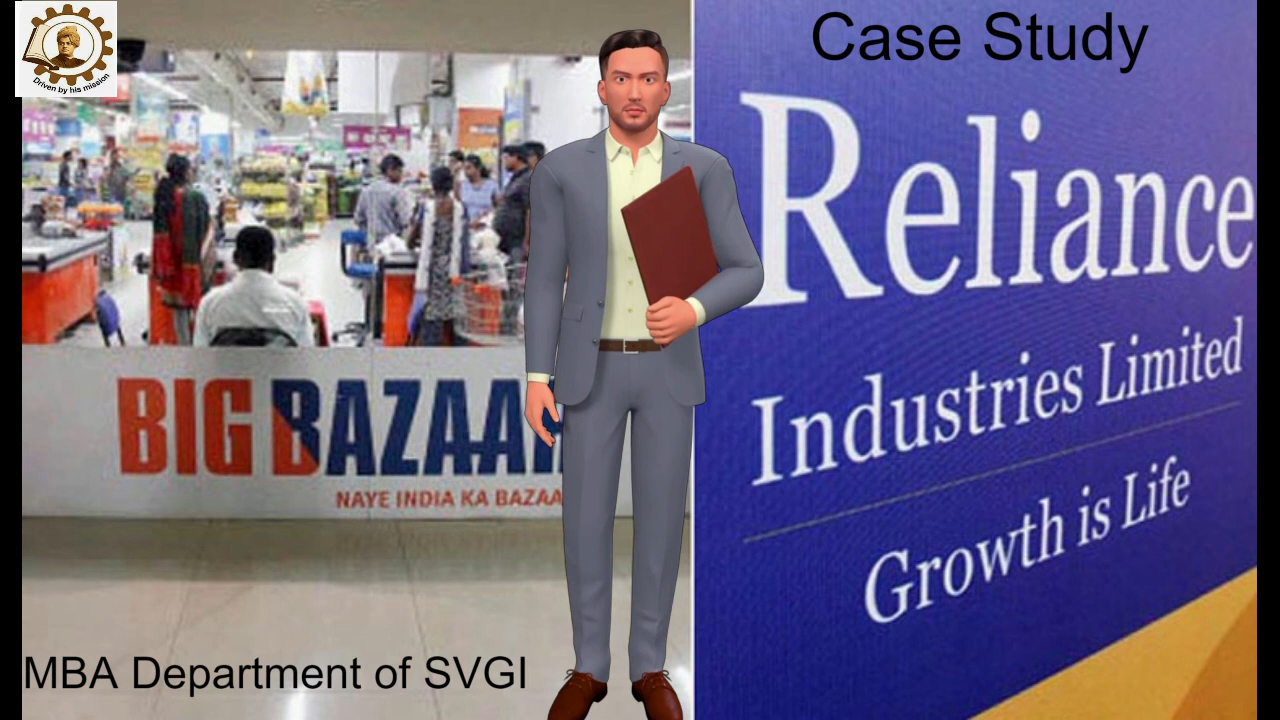 Driven by his mission
Case Study
BIG BAZAA
NAYE INDIA KA BAZAA
Reliance
Industries Limited
Growth is Life
MBA Department of SVGI